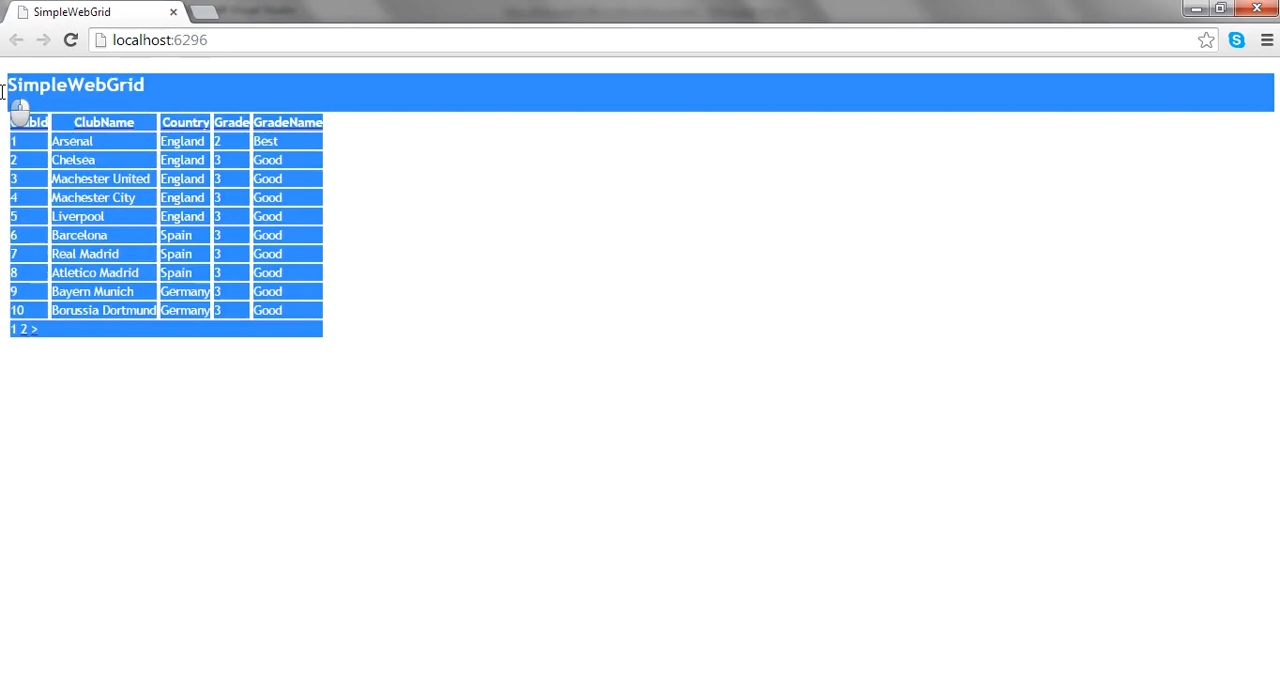 SimpleWebGrid
localhost:6296
SimpleWebGrid
ClubName Country Grade GradeName
1 Arsenal England 2 Best
2 Chelsea England 3 Good
3 Machester United England 3 Good
4 Machester City England 3 Good
5 Liverpool England 3 Good
6 Barcelona Spain 3 Good
7 Real Madrid Spain 3 Good
8 Atletico Madrid Spain 3 Good
9 Bayern Munich Germany 3 Good
10 Borussia Dortmund Germany 3 Good
1 2 >